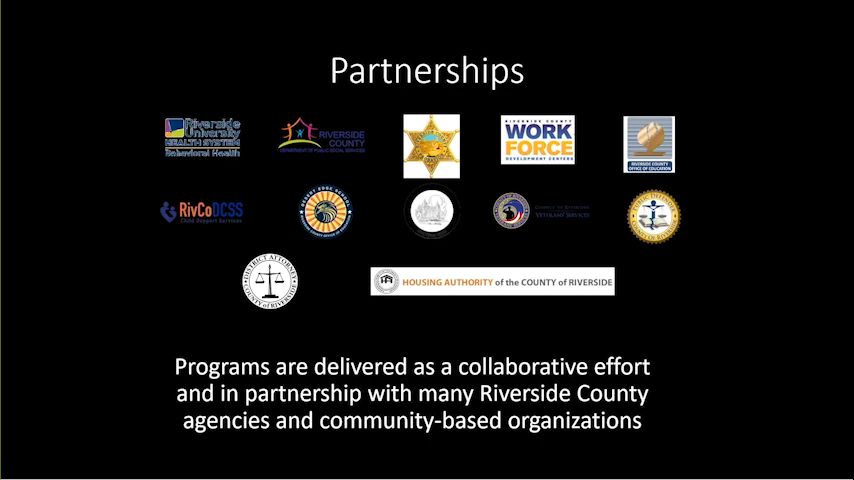 Partnerships
Riverside
University
HEALTH SYSTEM
Behavioral Health
RIVERSIDE
COUNTY
DEPARTMENT OF PUBLIC SOCIAL SERVICES
RIVERSIDE COUNTY
WORK
FORCE
DEVELOPMENT CENTERS
RIVERSIDE COUNTY
OFFICE OF EDUCATION
RivCoDCSS
Child Support Services
DESERT EDGE SCHOOL
COUNTY OF RIVERSIDE
VETERANS' SERVICES
DISTRICT ATTORNEY
COUNTY of RIVERSIDE
HOUSING AUTHORITY of the COUNTY of RIVERSIDE
Programs are delivered as a collaborative effort
and in partnership with many Riverside County
agencies and community-based organizations